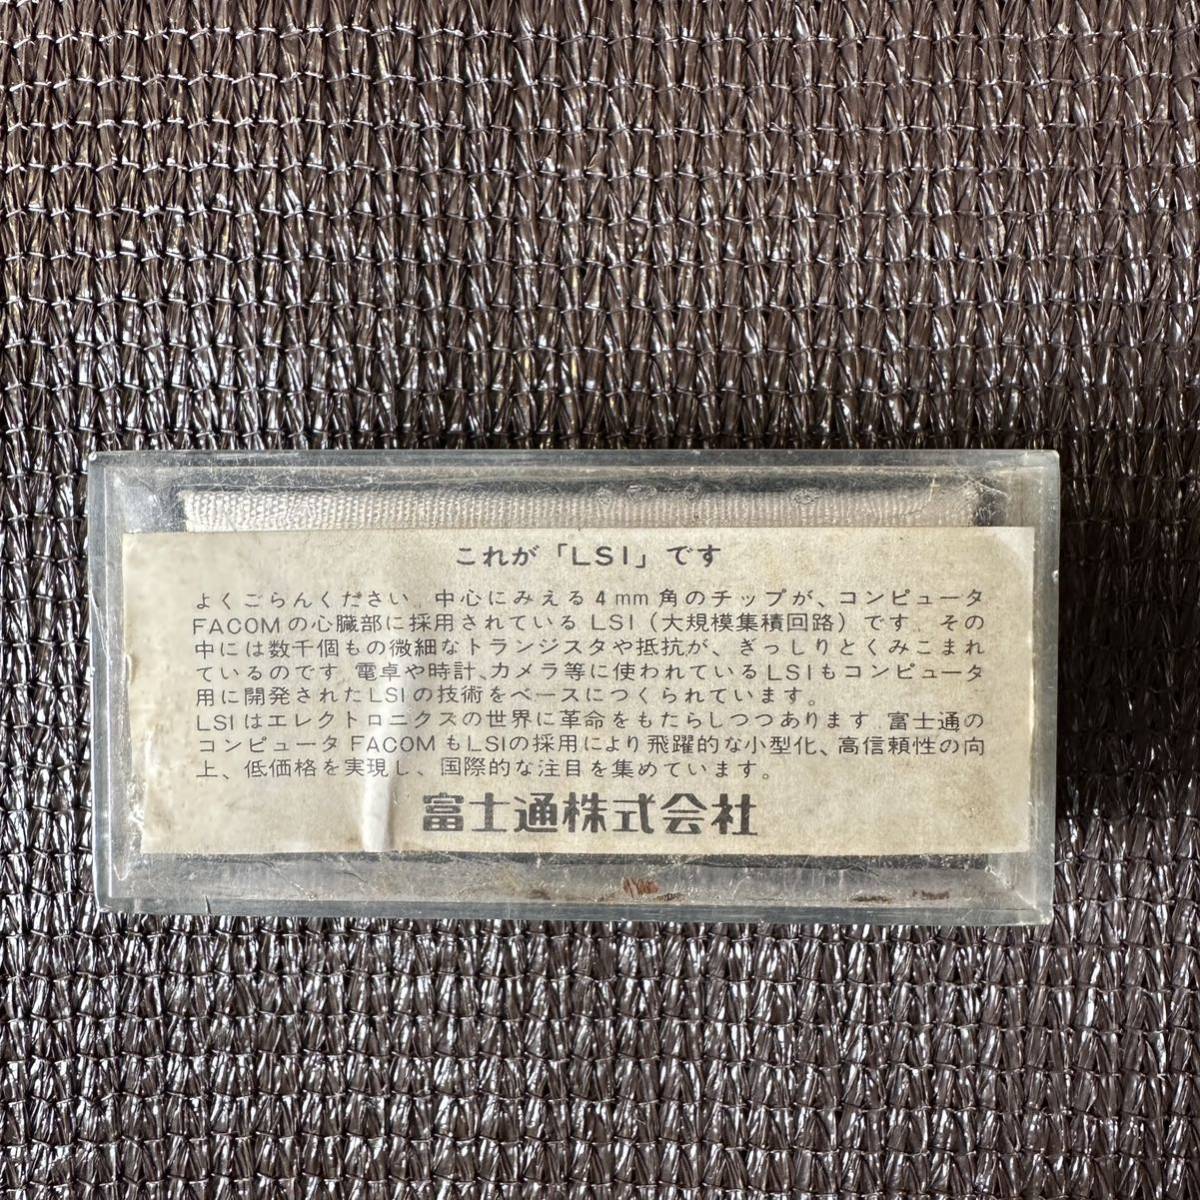 これが「LSI」です
よくごらんください。中心にみえる4mm角のチップが、コンピュータ
FACOMの心臓部に採用されているLSI(大規模集積回路)です。その
中には数千個もの微細なトランジスタや抵抗が、ぎっしりとくみこまれ
ているのです。電卓や時計、カメラ等に使われているLSIもコンピュータ
用に開発されたLSIの技術をベースにつくられています。
LSIはエレクトロニクスの世界に革命をもたらしつつあります。富士通の
コンピュータFACOMもLSIの採用により飛躍的な小型化、高信頼性の向
上、低価格を実現し、国際的な注目を集めています。
富士通株式会社